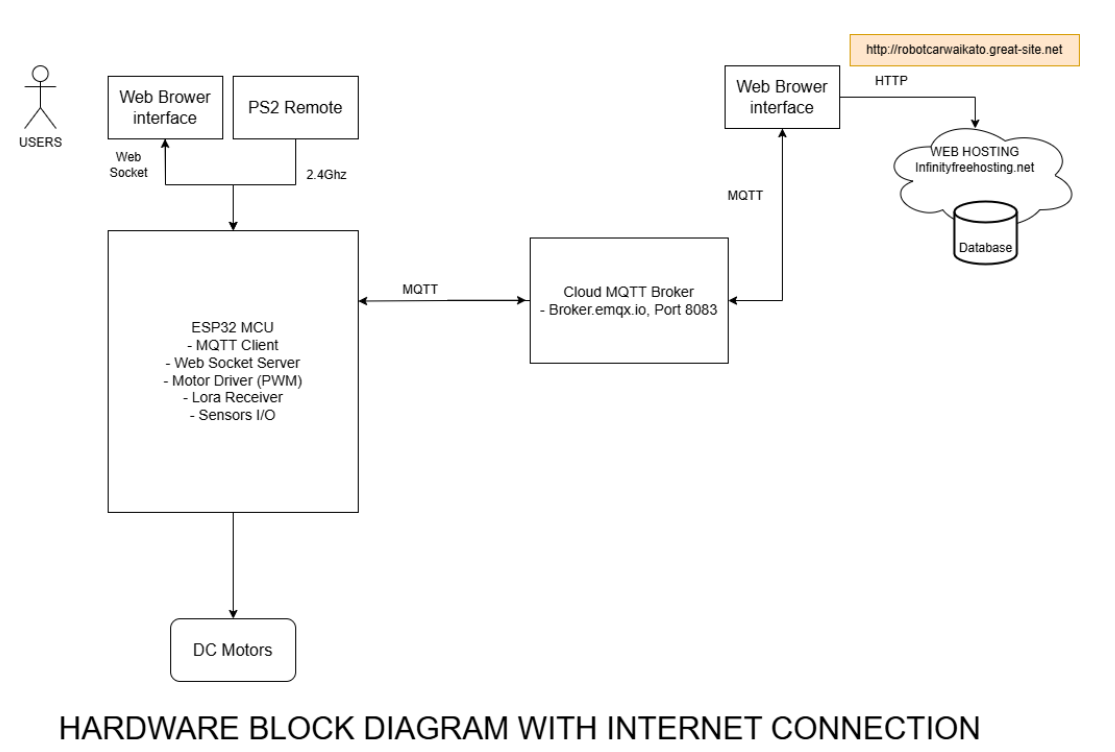 http://robotcarwaikato.great-site.net
USERS
Web Brower
interface
PS2 Remote
Web Brower
interface
HTTP
Web
Socket
2.4Ghz
MQTT
WEB HOSTING
Infinityfreehosting.net
Database
MQTT
Cloud MQTT Broker
- Broker.emqx.io, Port 8083
ESP32 MCU
- MQTT Client
- Web Socket Server
- Motor Driver (PWM)
- Lora Receiver
- Sensors I/O
DC Motors
HARDWARE BLOCK DIAGRAM WITH INTERNET CONNECTION